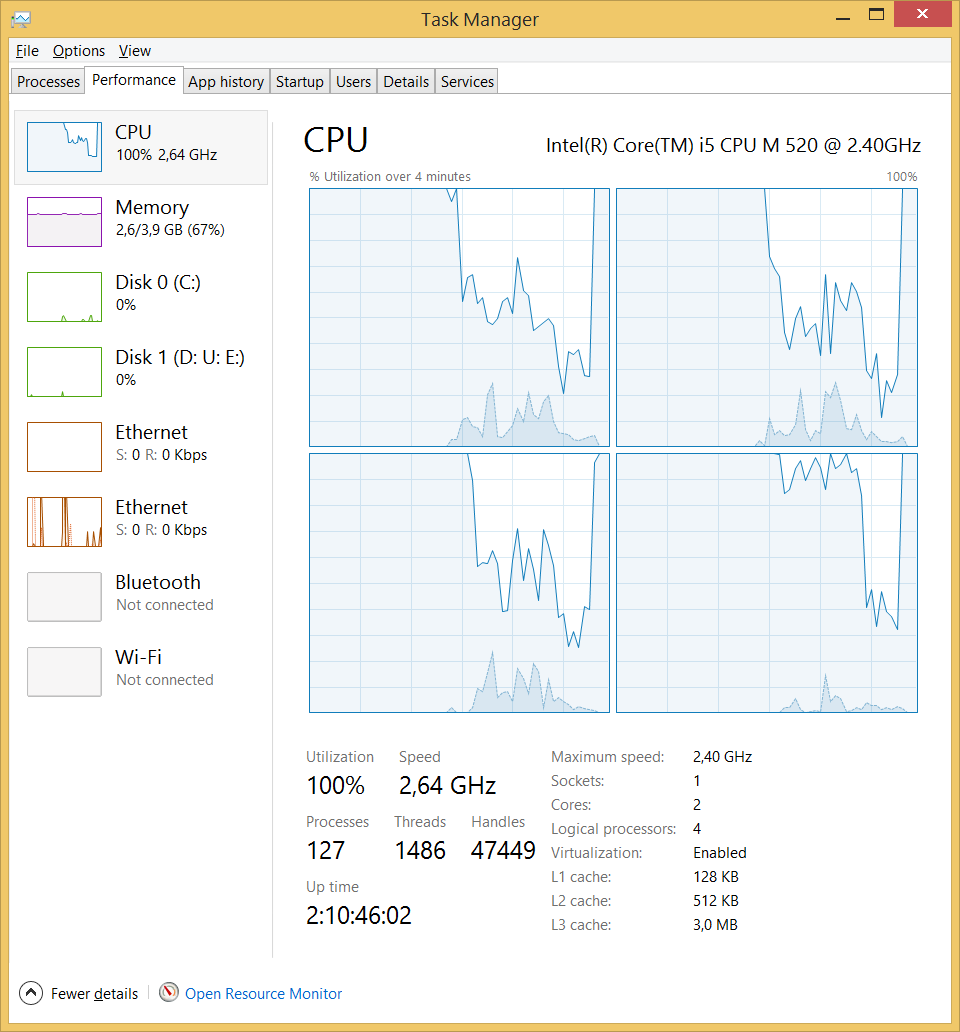 Task Manager
File Options View
Processes Performance App history Startup Users Details Services
CPU
100% 2,64 GHz
Memory
2,6/3,9 GB (67%)
Disk 0 (C:)
0%
Disk 1 (D: U: E:)
0%
Ethernet
S: 0 R: 0 Kbps
Ethernet
S: 0 R: 0 Kbps
Bluetooth
Not connected
Wi-Fi
Not connected
CPU Intel(R) Core(TM) i5 CPU M 520 @ 2.40GHz
% Utilization over 4 minutes 100%
Utilization Speed
100% 2,64 GHz
Processes Threads Handles
127 1486 47449
Up time
2:10:46:02
Maximum speed: 2,40 GHz
Sockets: 1
Cores: 2
Logical processors: 4
Virtualization: Enabled
L1 cache: 128 KB
L2 cache: 512 KB
L3 cache: 3,0 MB
Fewer details Open Resource Monitor